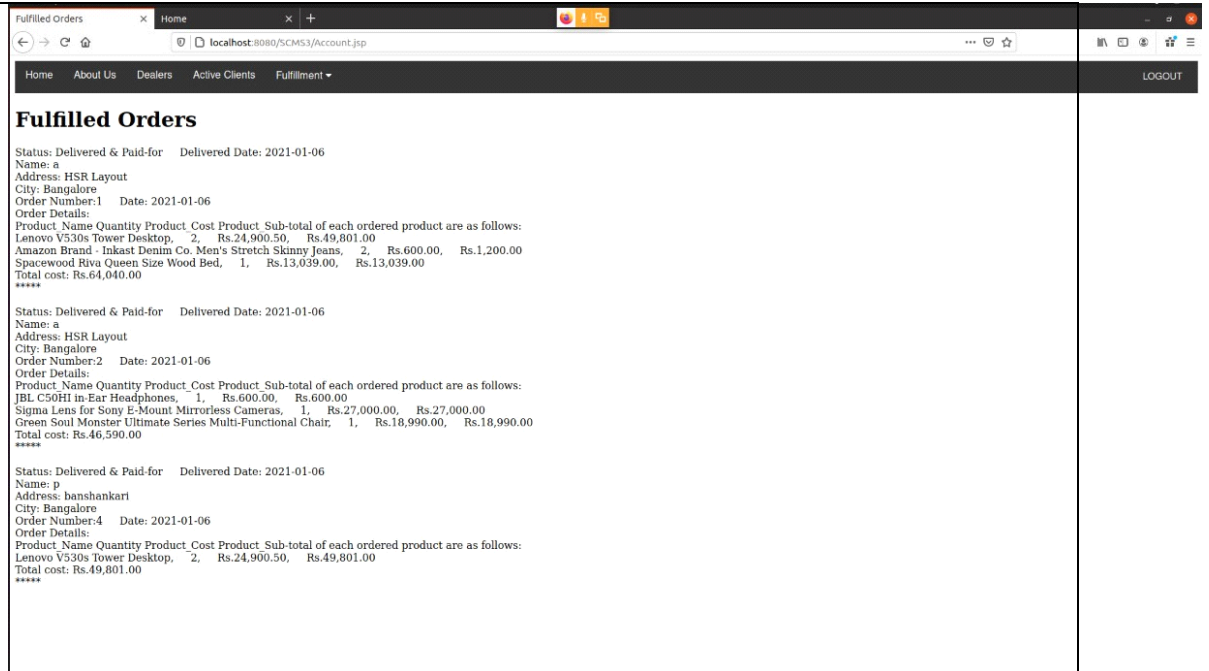 Fulfilled Orders
Home
localhost:8080/SCMS3/Account.jsp
Home About Us Dealers Active Clients Fulfillment LOGOUT
Fulfilled Orders
Status: Delivered & Paid-for Delivered Date: 2021-01-06
Name: a
Address: HSR Layout
City: Bangalore
Order Number:1 Date: 2021-01-06
Order Details:
Product_Name Quantity Product_Cost Product_Sub-total of each ordered product are as follows:
Lenovo V530s Tower Desktop, 2, Rs.24,900.50, Rs.49,801.00
Amazon Brand - Inkast Denim Co. Men's Stretch Skinny Jeans, 2, Rs.600.00, Rs.1,200.00
Spacewood Riva Queen Size Wood Bed, 1, Rs.13,039.00, Rs.13,039.00
Total cost: Rs.64,040.00
*****
Status: Delivered & Paid-for Delivered Date: 2021-01-06
Name: a
Address: HSR Layout
City: Bangalore
Order Number:2 Date: 2021-01-06
Order Details:
Product_Name Quantity Product_Cost Product_Sub-total of each ordered product are as follows:
JBL C50HI in-Ear Headphones, 1, Rs.600.00, Rs.600.00
Sigma Lens for Sony E-Mount Mirrorless Cameras, 1, Rs.27,000.00, Rs.27,000.00
Green Soul Monster Ultimate Series Multi-Functional Chair, 1, Rs.18,990.00, Rs.18,990.00
Total cost: Rs.46,590.00
*****
Status: Delivered & Paid-for Delivered Date: 2021-01-06
Name: p
Address: banshankari
City: Bangalore
Order Number:4 Date: 2021-01-06
Order Details:
Product_Name Quantity Product_Cost Product_Sub-total of each ordered product are as follows:
Lenovo V530s Tower Desktop, 2, Rs.24,900.50, Rs.49,801.00
Total cost: Rs.49,801.00
*****